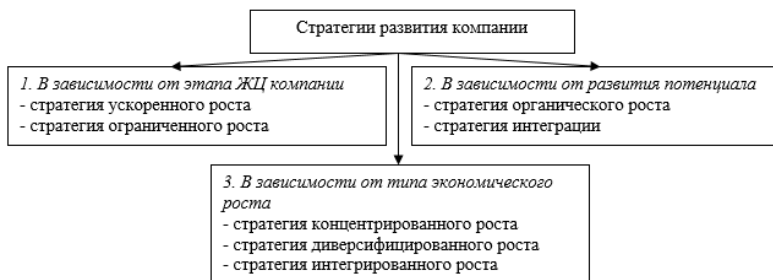 Стратегии развития компании
1. В зависимости от этапа ЖЦ компании
- стратегия ускоренного роста
- стратегия ограниченного роста
2. В зависимости от развития потенциала
- стратегия органического роста
- стратегия интеграции
3. В зависимости от типа экономического
роста
- стратегия концентрированного роста
- стратегия диверсифицированного роста
- стратегия интегрированного роста